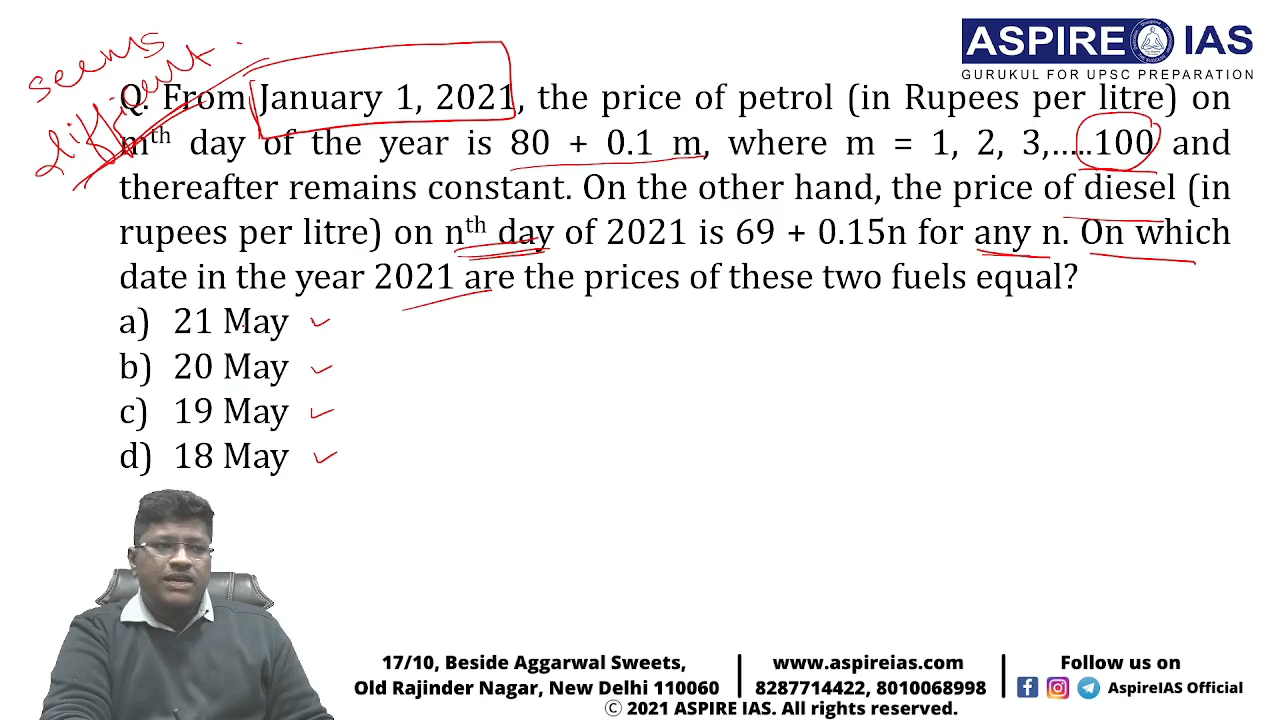 ASPIRE IAS
GURUKUL FOR UPSC PREPARATION
seems
difficult
Q. From January 1, 2021, the price of petrol (in Rupees per litre) on
mth day of the year is 80 + 0.1 m, where m = 1, 2, 3,.....100 and
thereafter remains constant. On the other hand, the price of diesel (in
rupees per litre) on nth day of 2021 is 69 + 0.15n for any n. On which
date in the year 2021 are the prices of these two fuels equal?
a) 21 May
b) 20 May
c) 19 May
d) 18 May
17/10, Beside Aggarwal Sweets,
Old Rajinder Nagar, New Delhi 110060
www.aspireias.com
8287714422, 8010068998
Follow us on
AspireIAS Official
© 2021 ASPIRE IAS. All rights reserved.